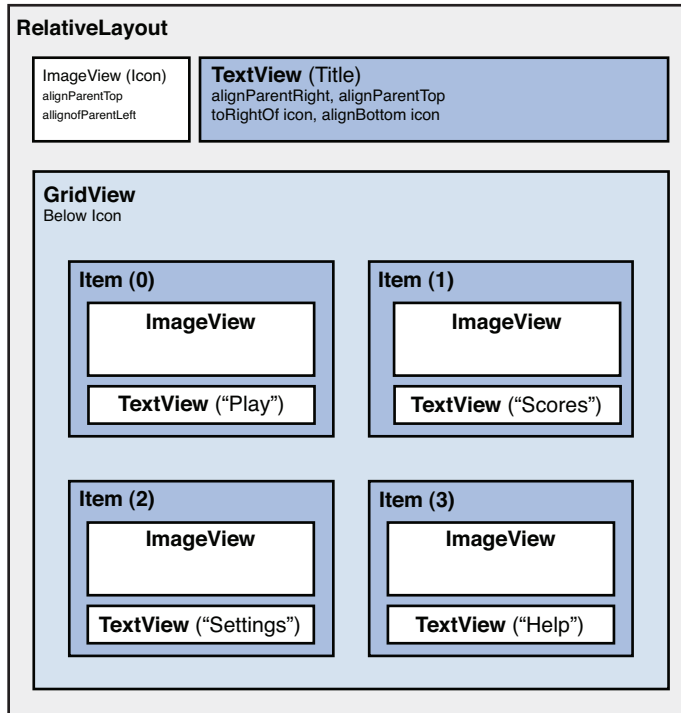 RelativeLayout
ImageView (Icon)
alignParentTop
allignofParentLeft
TextView (Title)
alignParentRight, alignParentTop
toRightOf icon, alignBottom icon
GridView
Below Icon
Item (0)
ImageView
TextView (“Play”)
Item (1)
ImageView
TextView (“Scores”)
Item (2)
ImageView
TextView (“Settings”)
Item (3)
ImageView
TextView (“Help”)